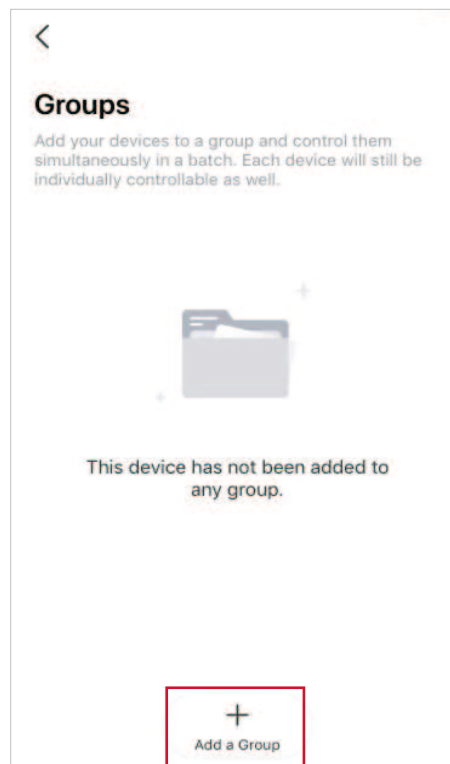 Groups
Add your devices to a group and control them
simultaneously in a batch. Each device will still be
individually controllable as well.
This device has not been added to
any group.
Add a Group